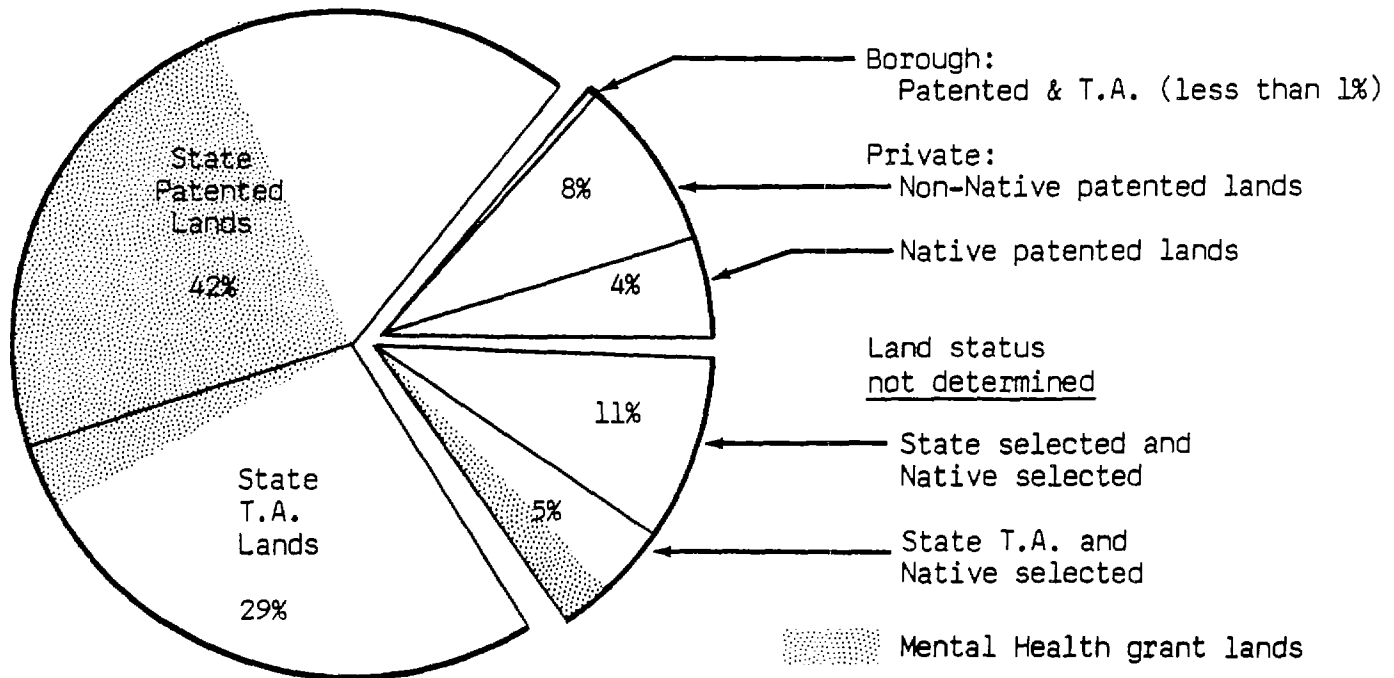 State
Patented
Lands
42%
State
T.A.
Lands
29%
8%
4%
11%
5%
Borough:
Patented & T.A. (less than 1%)
Private:
Non-Native patented lands
Native patented lands
Land status
not determined
State selected and
Native selected
State T.A. and
Native selected
Mental Health grant lands